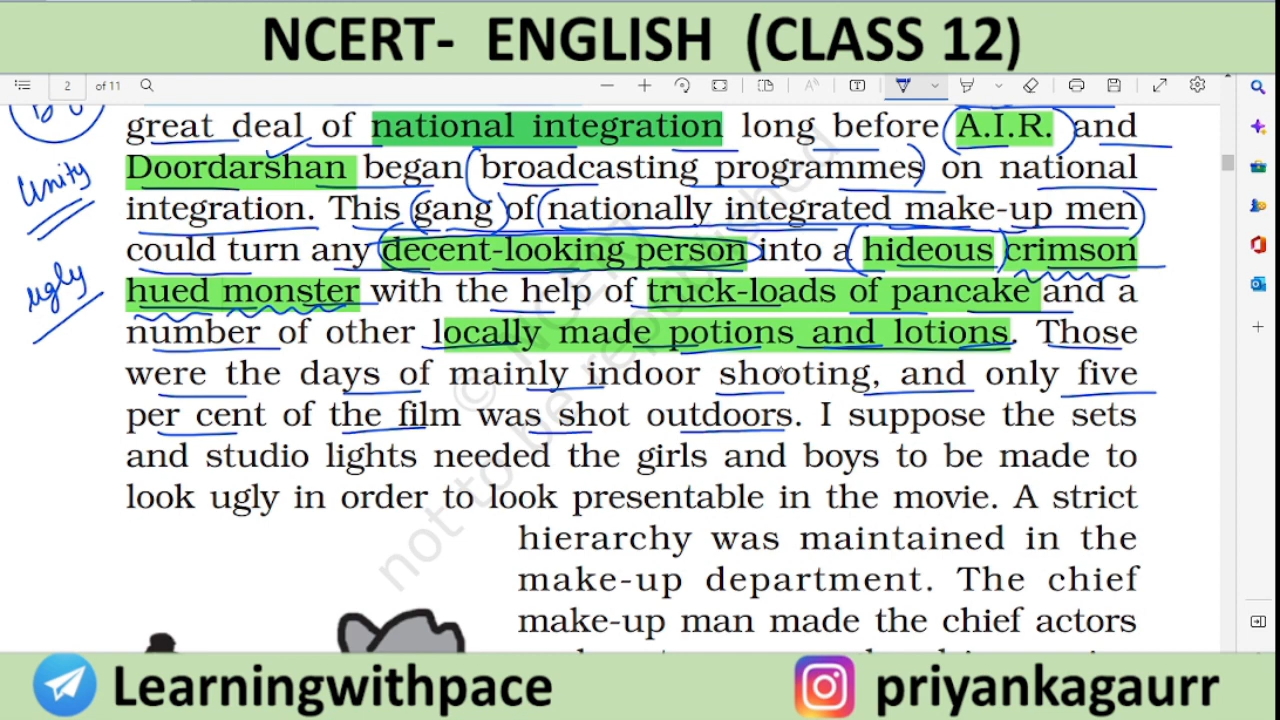 NCERT- ENGLISH (CLASS 12)
2 of 11
great deal of national integration long before A.I.R. and
Unity
Doordarshan began broadcasting programmes on national
integration. This gang of nationally integrated make-up men
could turn any decent-looking person into a hideous crimson
ugly
hued monster with the help of truck-loads of pancake and a
number of other locally made potions and lotions. Those
were the days of mainly indoor shooting, and only five
per cent of the film was shot outdoors. I suppose the sets
and studio lights needed the girls and boys to be made to
look ugly in order to look presentable in the movie. A strict
hierarchy was maintained in the
make-up department. The chief
make-up man made the chief actors
© NCERT
not to be republished
Learningwithpace
priyankagaurr